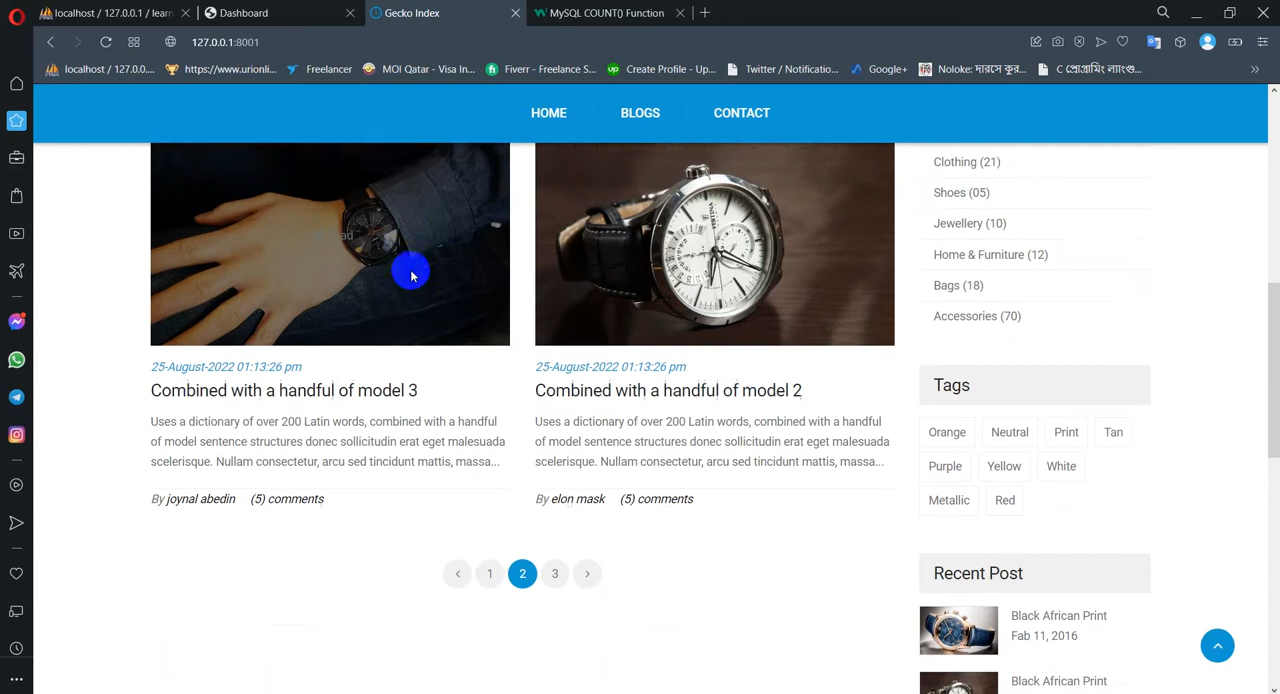 localhost / 127.0.0.1 / learn
Dashboard
Gecko Index
MySQL COUNT() Function
127.0.0.1:8001
localhost / 127.0.0....
https://www.urionli...
Freelancer
MOI Qatar - Visa In...
Fiverr - Freelance S...
Create Profile - Up...
Twitter / Notificatio...
Google+
Noloke: দারসে কুর...
C প্রোগ্রামিং ল্যাংগু...
HOME
BLOGS
CONTACT
25-August-2022 01:13:26 pm
Combined with a handful of model 3
Uses a dictionary of over 200 Latin words, combined with a handful
of model sentence structures donec sollicitudin erat eget malesuada
scelerisque. Nullam consectetur, arcu sed tincidunt mattis, massa...
By joynal abedin (5) comments
25-August-2022 01:13:26 pm
Combined with a handful of model 2
Uses a dictionary of over 200 Latin words, combined with a handful
of model sentence structures donec sollicitudin erat eget malesuada
scelerisque. Nullam consectetur, arcu sed tincidunt mattis, massa...
By elon mask (5) comments
1 2 3
Clothing (21)
Shoes (05)
Jewellery (10)
Home & Furniture (12)
Bags (18)
Accessories (70)
Tags
Orange Neutral Print Tan
Purple Yellow White
Metallic Red
Recent Post
Black African Print
Fab 11, 2016
Black African Print